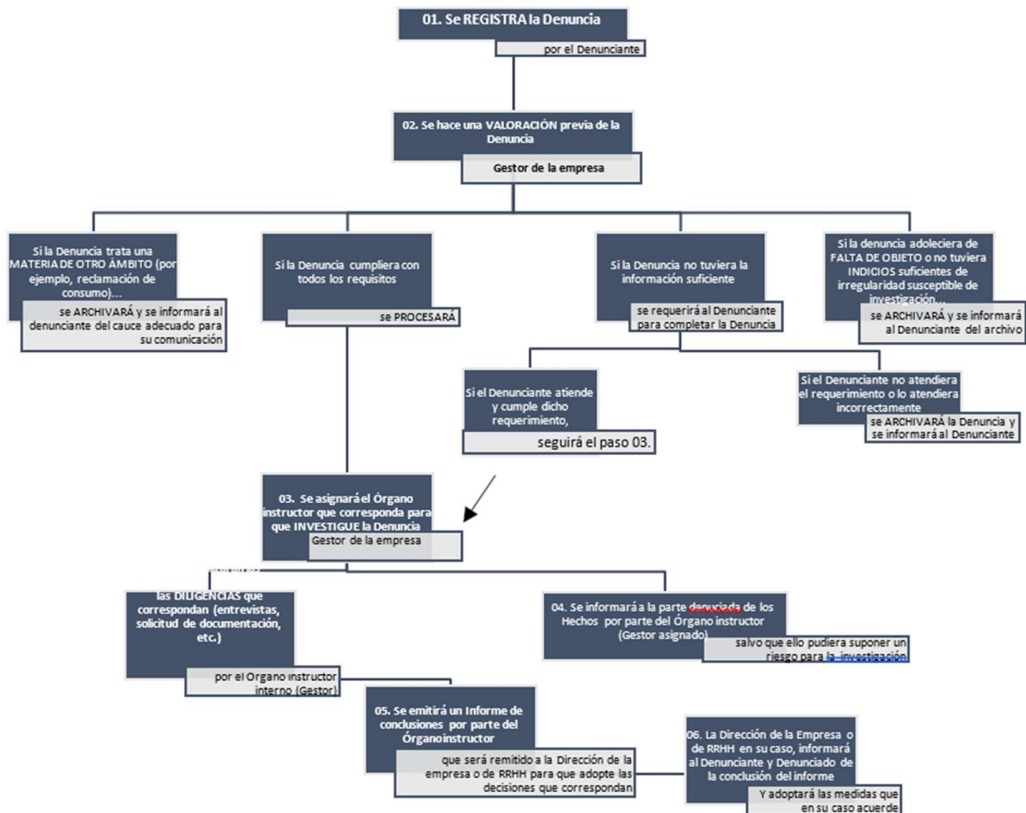 01. Se REGISTRA la Denuncia
por el Denunciante
02. Se hace una VALORACIÓN previa de la
Denuncia
Gestor de la empresa
Si la Denuncia trata una
MATERIA DE OTRO ÁMBITO (por
ejemplo, reclamación de
consumo)...
se ARCHIVARÁ y se informará al
denunciante del cauce adecuado para
su comunicación
Si la Denuncia cumpliera con
todos los requisitos
se PROCESARÁ
Si la Denuncia no tuviera la
información suficiente
se requerirá al Denunciante
para completar la Denuncia
Si la denuncia adoleciera de
FALTA DE OBJETO o no tuviera
INDICIOS suficientes de
irregularidad susceptible de
investigación...
se ARCHIVARÁ y se informará
al Denunciante del archivo
Si el Denunciante atiende
y cumple dicho
requerimiento,
seguirá el paso 03.
Si el Denunciante no atendiera
el requerimiento o lo atendiera
incorrectamente
se ARCHIVARÁ la Denuncia y
se informará al Denunciante
03. Se asignará el Órgano
instructor que corresponda para
que INVESTIGUE la Denuncia
Gestor de la empresa
las DILIGENCIAS que
correspondan (entrevistas,
solicitud de documentación,
etc.)
por el Órgano instructor
interno (Gestor)
04. Se informará a la parte denuciada de los
Hechos por parte del Órgano instructor
(Gestor asignado)
salvo que ello pudiera suponer un
riesgo para la investigación
05. Se emitirá un Informe de
conclusiones por parte del
Órgano instructor
que será remitido a la Dirección de la
empresa o de RRHH para que adopte las
decisiones que correspondan
06. La Dirección de la Empresa o
de RRHH en su caso, informará
al Denunciante y Denunciado de
la conclusión del informe
Y adoptará las medidas que
en su caso acuerde